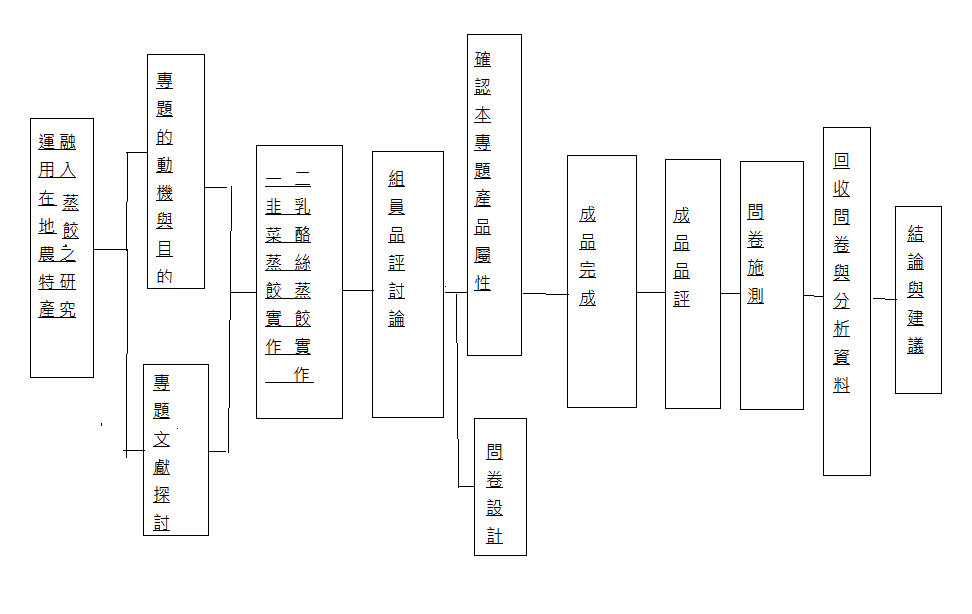 運用在地農特產
融入蒸餃之研究
專題的動機與目的
專題文獻探討
一韭菜蒸餃實作
二乳酪絲蒸餃實作
組員品評討論
確認本專題產品屬性
問卷設計
成品完成
成品品評
問卷施測
回收問卷與分析資料
結論與建議